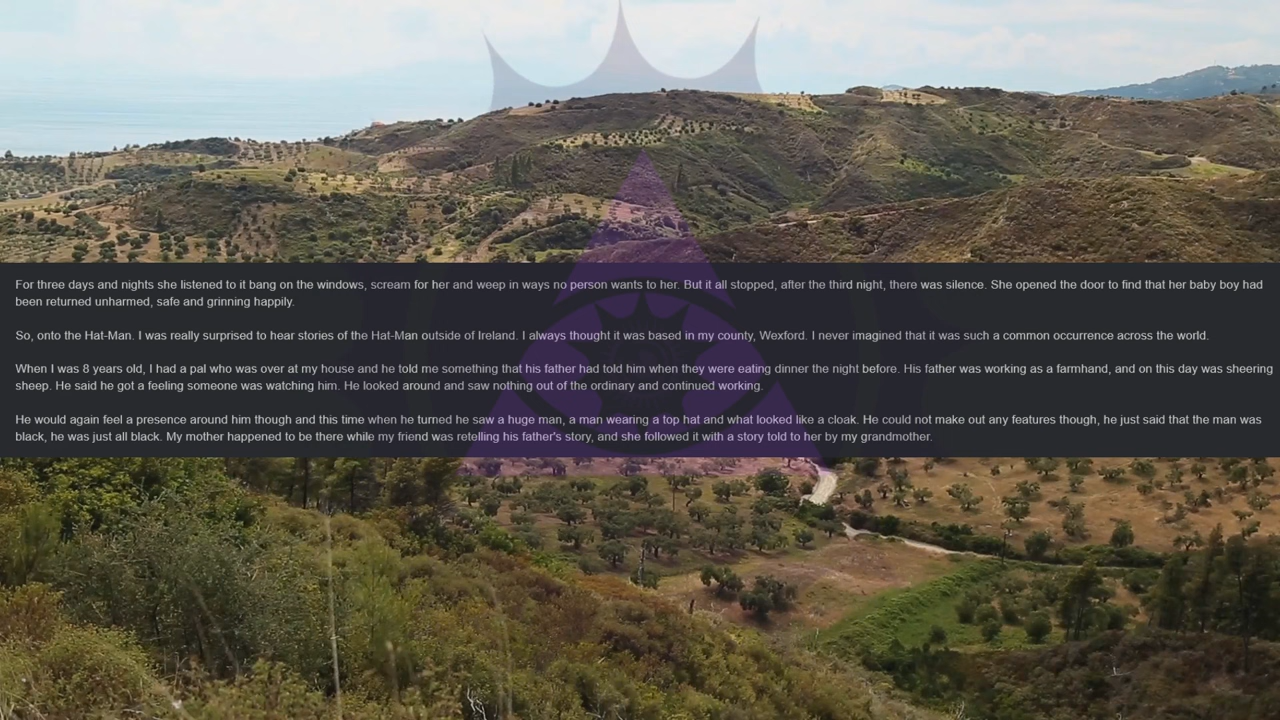 For three days and nights she listened to it bang on the windows, scream for her and weep in ways no person wants to her. But it all stopped, after the third night, there was silence. She opened the door to find that her baby boy had
been returned unharmed, safe and grinning happily.
So, onto the Hat-Man. I was really surprised to hear stories of the Hat-Man outside of Ireland. I always thought it was based in my county, Wexford. I never imagined that it was such a common occurrence across the world.
When I was 8 years old, I had a pal who was over at my house and he told me something that his father had told him when they were eating dinner the night before. His father was working as a farmhand, and on this day was sheering
sheep. He said he got a feeling someone was watching him. He looked around and saw nothing out of the ordinary and continued working.
He would again feel a presence around him though and this time when he turned he saw a huge man, a man wearing a top hat and what looked like a cloak. He could not make out any features though, he just said that the man was
black, he was just all black. My mother happened to be there while my friend was retelling his father's story, and she followed it with a story told to her by my grandmother.